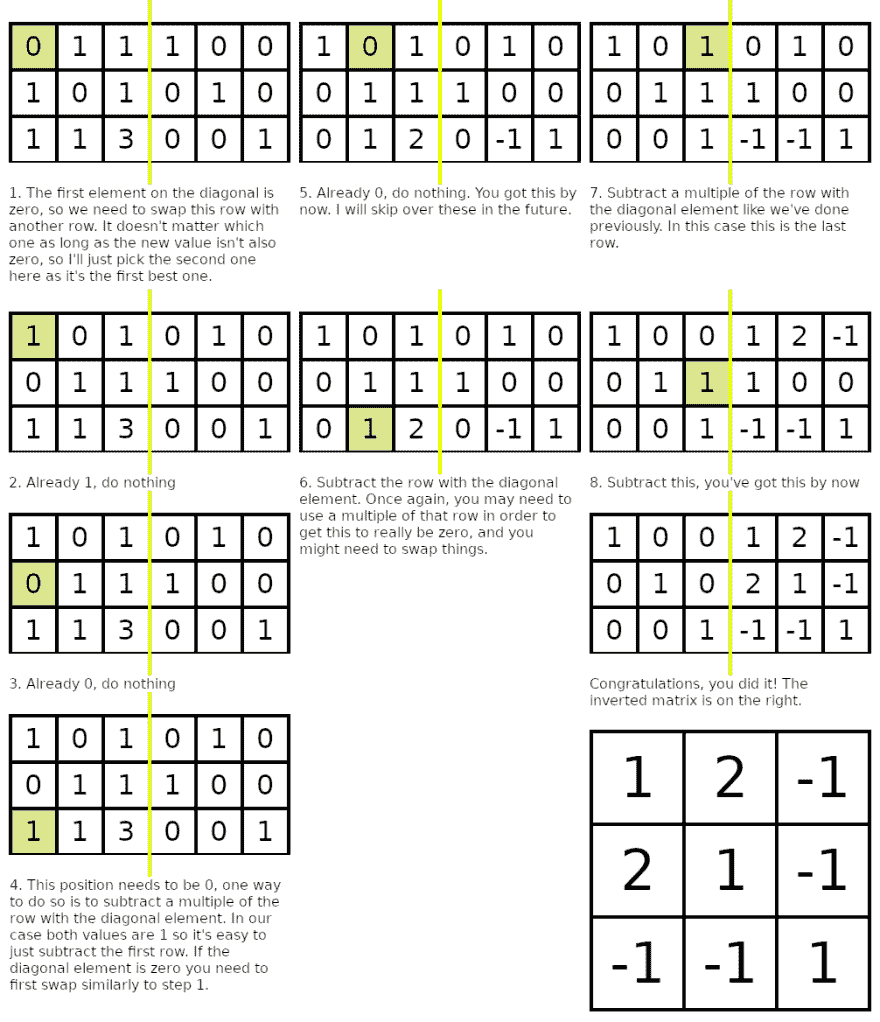 0 1 1 1 0 0
1 0 1 0 1 0
1 1 3 0 0 1
1. The first element on the diagonal is
zero, so we need to swap this row with
another row. It doesn't matter which
one as long as the new value isn't also
zero, so I'll just pick the second one
here as it's the first best one.
1 0 1 0 1 0
0 1 1 1 0 0
1 1 3 0 0 1
2. Already 1, do nothing
1 0 1 0 1 0
0 1 1 1 0 0
1 1 3 0 0 1
3. Already 0, do nothing
1 0 1 0 1 0
0 1 1 1 0 0
1 1 3 0 0 1
4. This position needs to be 0, one way
to do so is to subtract a multiple of the
row with the diagonal element. In our
case both values are 1 so it's easy to
just subtract the first row. If the
diagonal element is zero you need to
first swap similarly to step 1.
1 0 1 0 1 0
0 1 1 1 0 0
0 1 2 0 -1 1
5. Already 0, do nothing. You got this by
now. I will skip over these in the future.
1 0 1 0 1 0
0 1 1 1 0 0
0 1 2 0 -1 1
6. Subtract the row with the diagonal
element. Once again, you may need to
use a multiple of that row in order to
get this to really be zero, and you
might need to swap things.
1 0 1 0 1 0
0 1 1 1 0 0
0 0 1 -1 -1 1
7. Subtract a multiple of the row with
the diagonal element like we've done
previously. In this case this is the last
row.
1 0 0 1 2 -1
0 1 1 1 0 0
0 0 1 -1 -1 1
8. Subtract this, you've got this by now
1 0 0 1 2 -1
0 1 0 2 1 -1
0 0 1 -1 -1 1
Congratulations, you did it! The
inverted matrix is on the right.
1 2 -1
2 1 -1
-1 -1 1